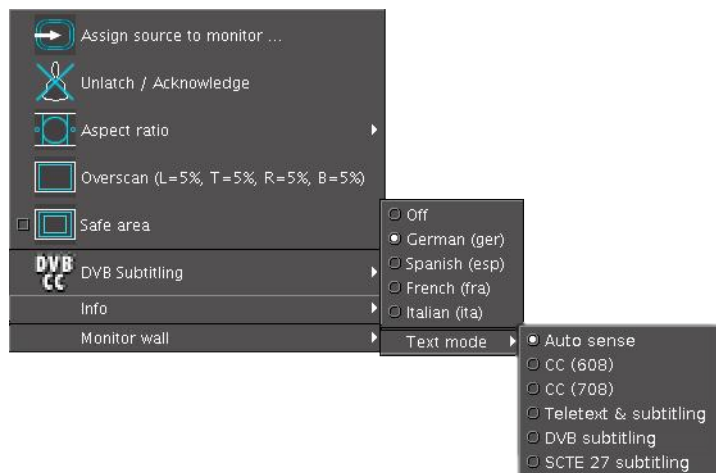 Assign source to monitor ...
Unlatch / Acknowledge
Aspect ratio
Overscan (L=5%, T=5%, R=5%, B=5%)
Safe area
DVB
CC
DVB Subtitling
Info
Monitor wall
Off
German (ger)
Spanish (esp)
French (fra)
Italian (ita)
Text mode
Auto sense
CC (608)
CC (708)
Teletext & subtitling
DVB subtitling
SCTE 27 subtitling